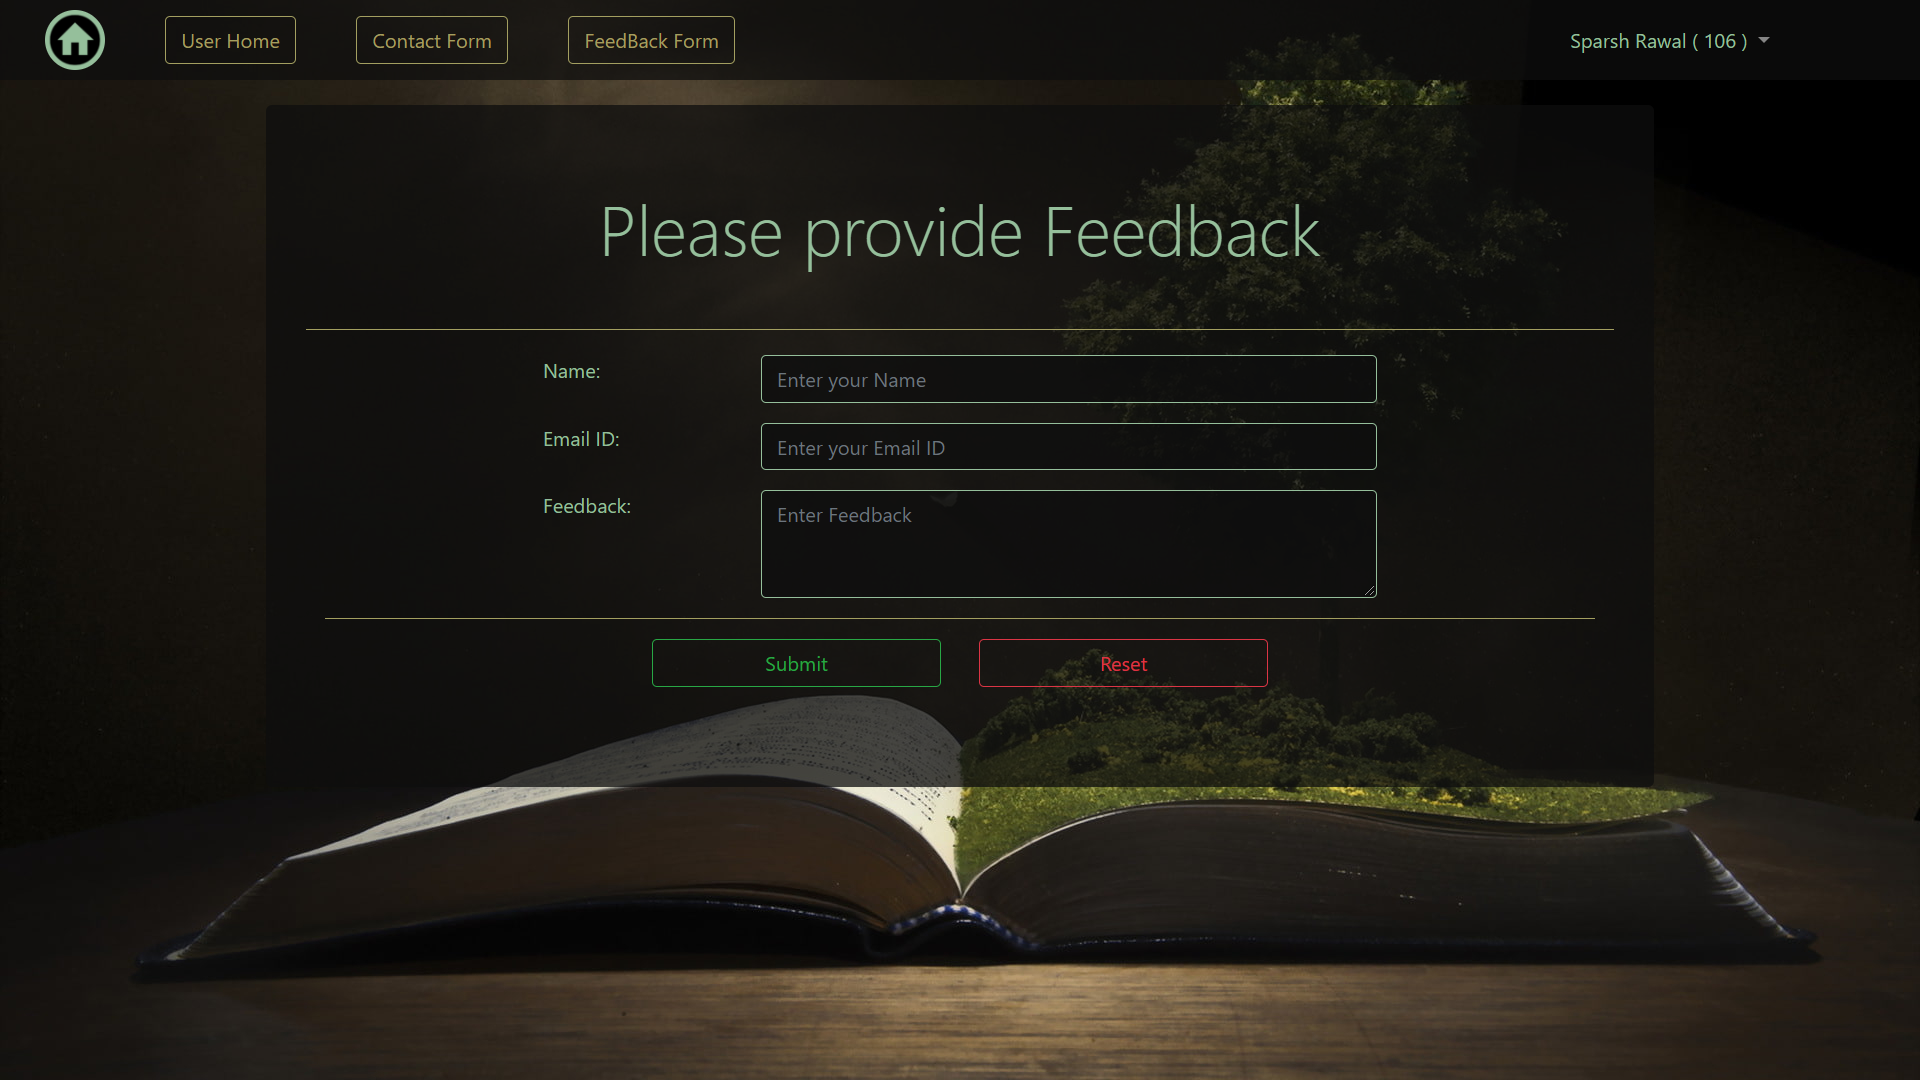 User Home
Contact Form
FeedBack Form
Sparsh Rawal ( 106 )
Please provide Feedback
Name:
Enter your Name
Email ID:
Enter your Email ID
Feedback:
Enter Feedback
Submit
Reset